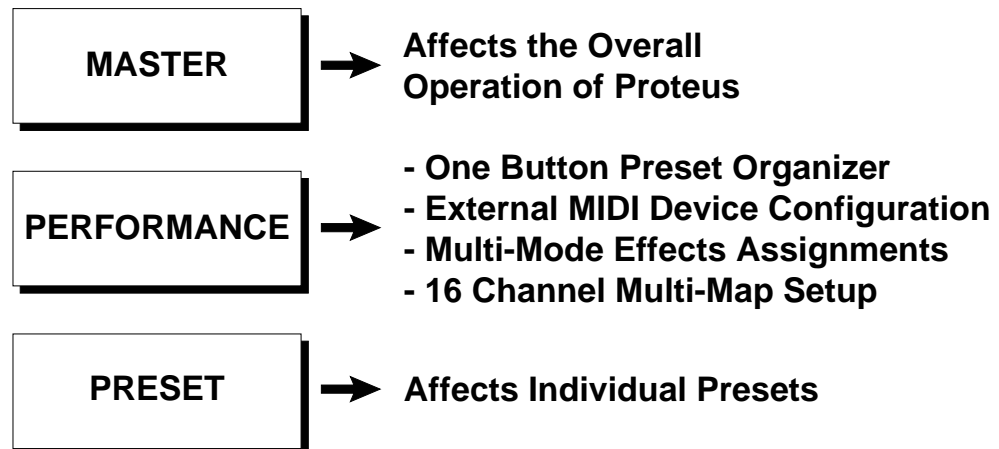 MASTER
Affects the Overall
Operation of Proteus
PERFORMANCE
- One Button Preset Organizer
- External MIDI Device Configuration
- Multi-Mode Effects Assignments
- 16 Channel Multi-Map Setup
PRESET
Affects Individual Presets